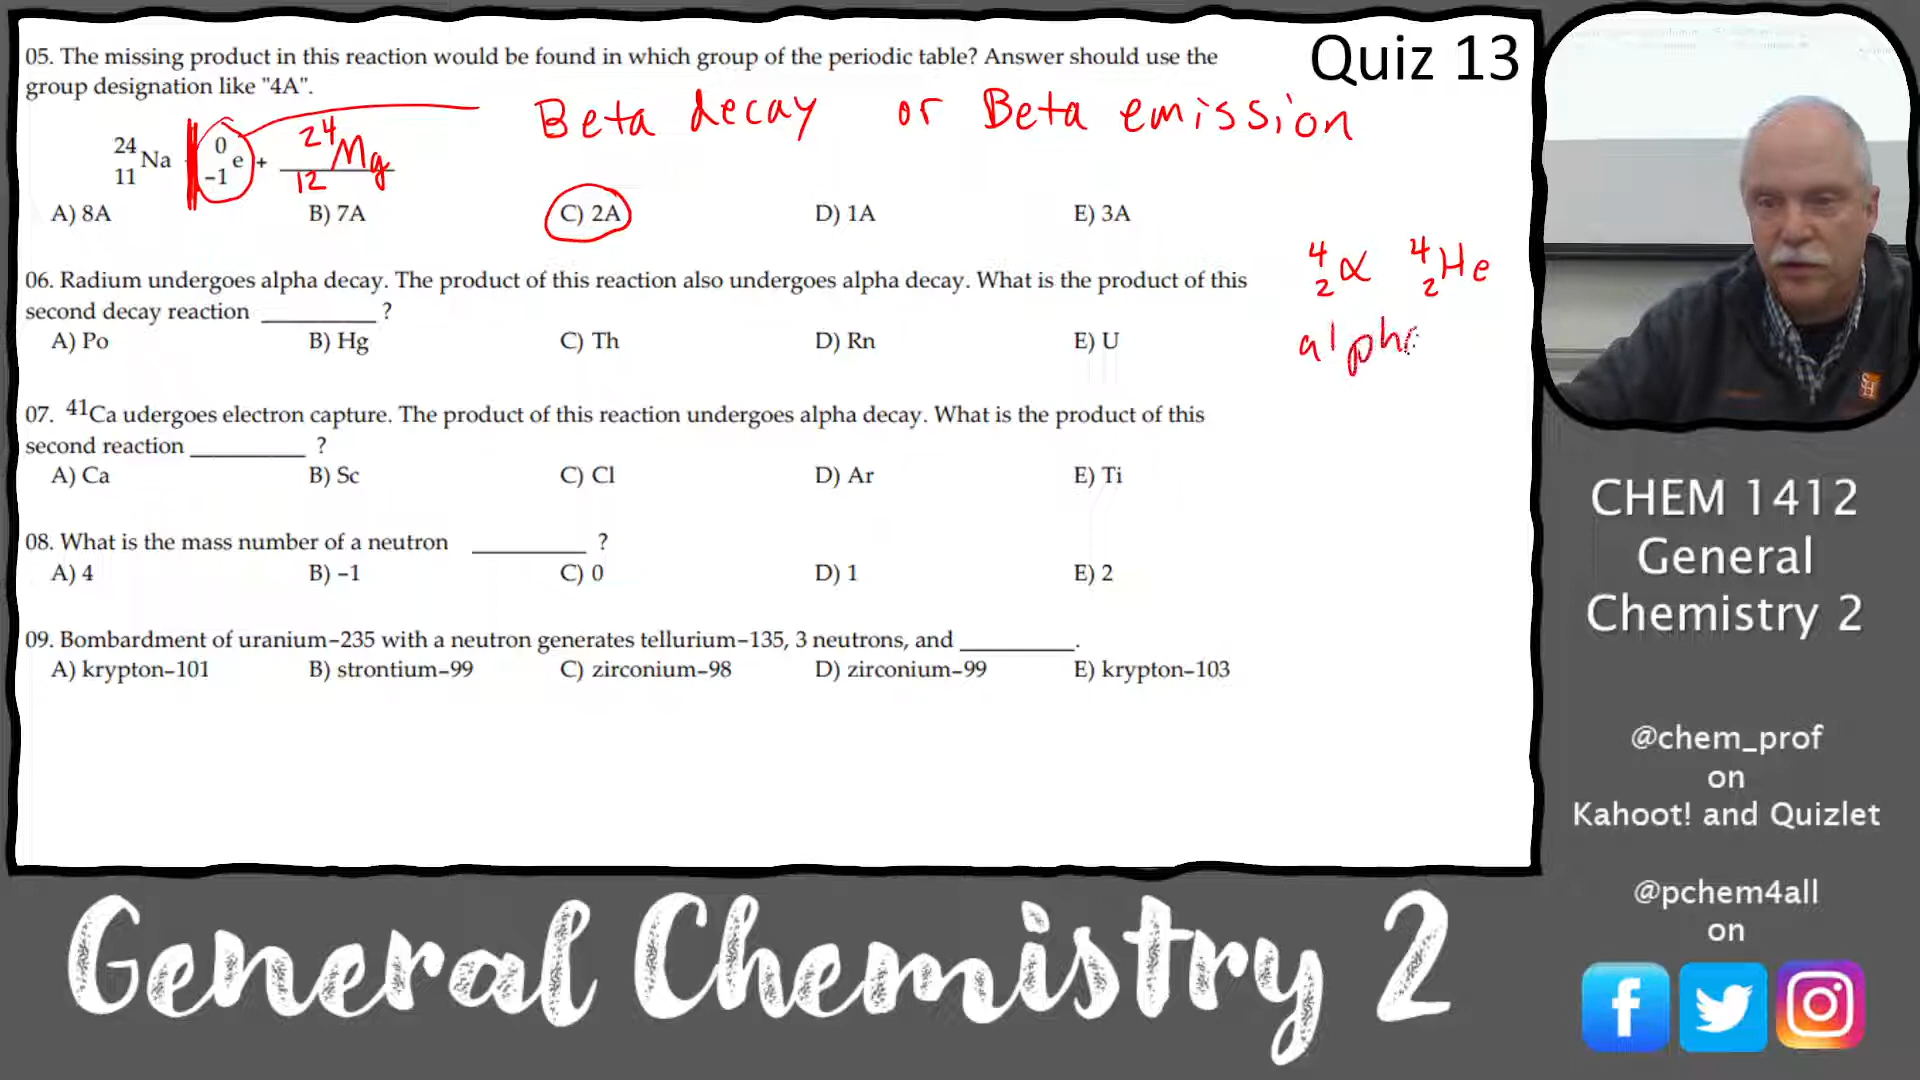 Quiz 13
05. The missing product in this reaction would be found in which group of the periodic table? Answer should use the
group designation like "4A".
Beta decay or Beta emission
24 0 24
Na e + Mg
11 −1 12
A) 8A B) 7A C) 2A D) 1A E) 3A
4 α 4 He
2 2
06. Radium undergoes alpha decay. The product of this reaction also undergoes alpha decay. What is the product of this
second decay reaction __________ ?
alpha
A) Po B) Hg C) Th D) Rn E) U
07. 41Ca udergoes electron capture. The product of this reaction undergoes alpha decay. What is the product of this
second reaction __________ ?
A) Ca B) Sc C) Cl D) Ar E) Ti
08. What is the mass number of a neutron __________ ?
A) 4 B) −1 C) 0 D) 1 E) 2
09. Bombardment of uranium−235 with a neutron generates tellurium−135, 3 neutrons, and __________.
A) krypton−101 B) strontium−99 C) zirconium−98 D) zirconium−99 E) krypton−103
CHEM 1412
General
Chemistry 2
@chem_prof
on
Kahoot! and Quizlet
@pchem4all
on
General Chemistry 2